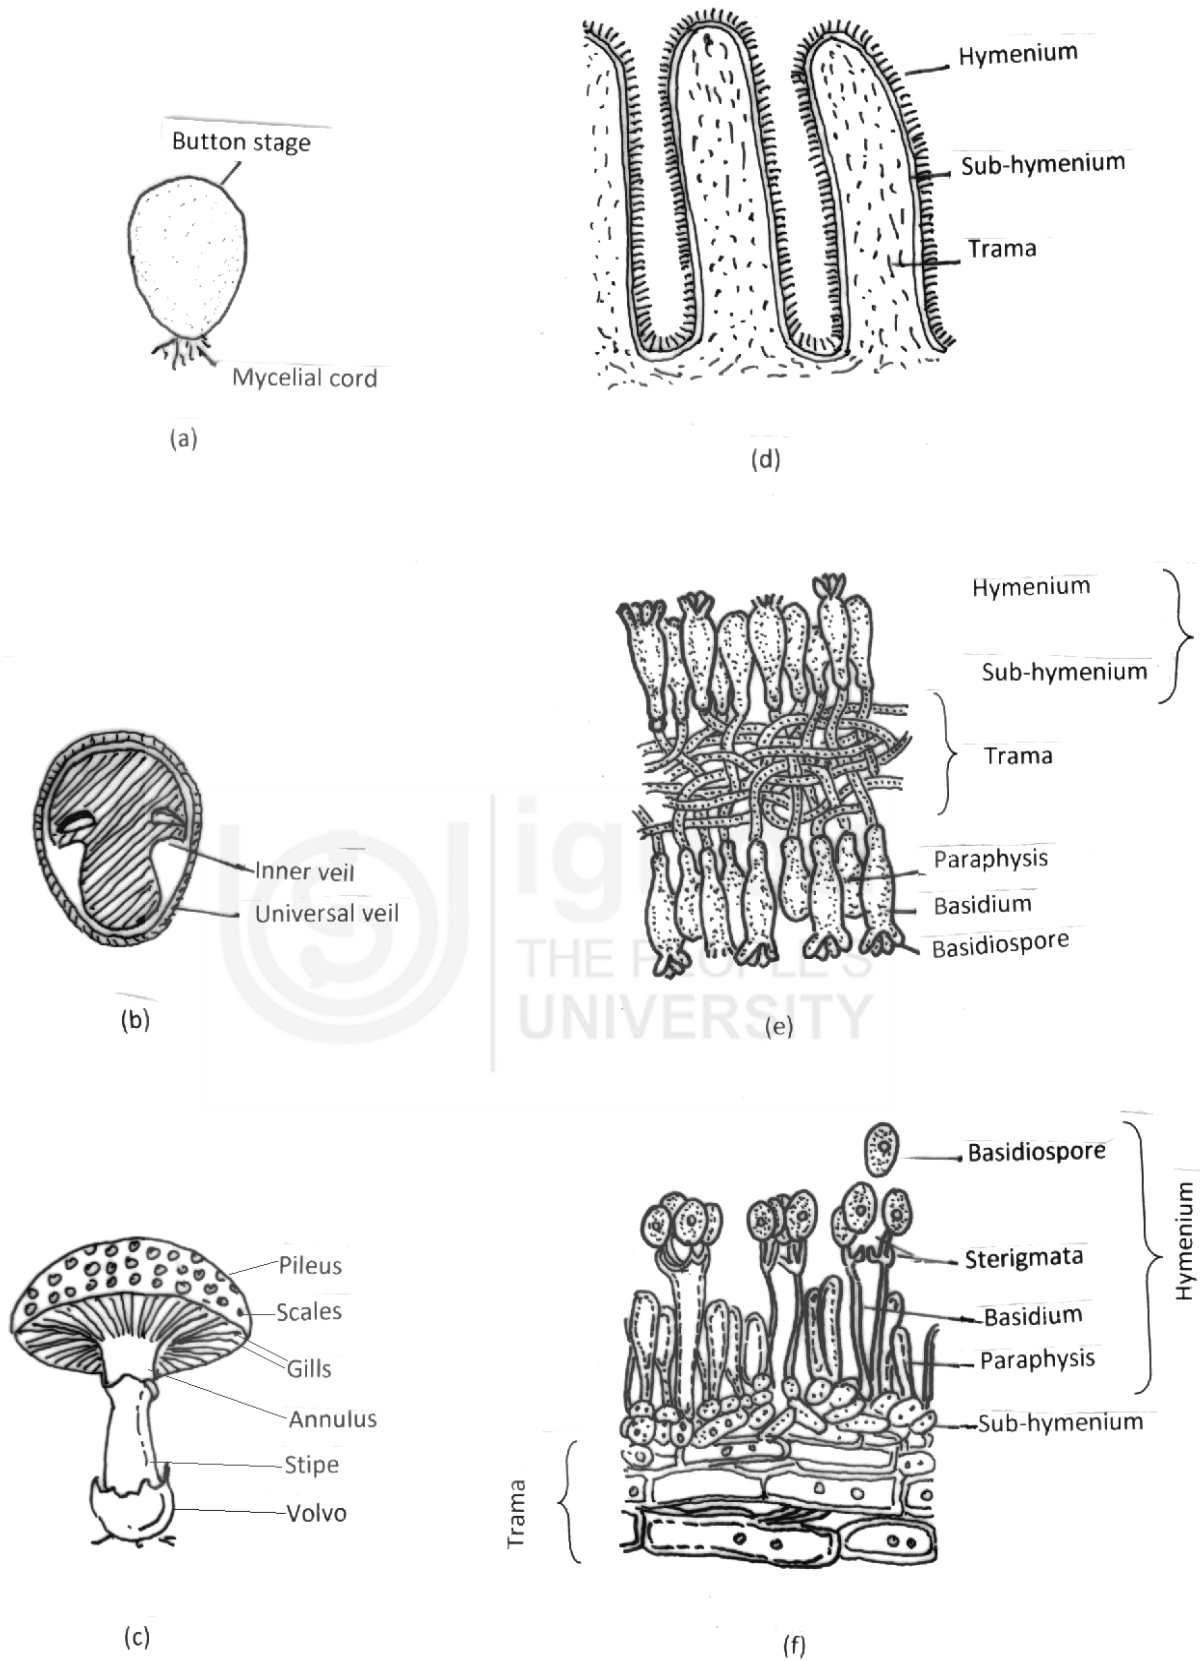 Button stage
Mycelial cord
(a)
Hymenium
Sub-hymenium
Trama
(d)
Inner veil
Universal veil
(b)
Hymenium
Sub-hymenium
Trama
Paraphysis
Basidium
Basidiospore
(e)
THE PEOPLE'S
UNIVERSITY
Pileus
Scales
Gills
Annulus
Stipe
Volvo
(c)
Basidiospore
Sterigmata
Basidium
Paraphysis
Sub-hymenium
Hymenium
Trama
(f)